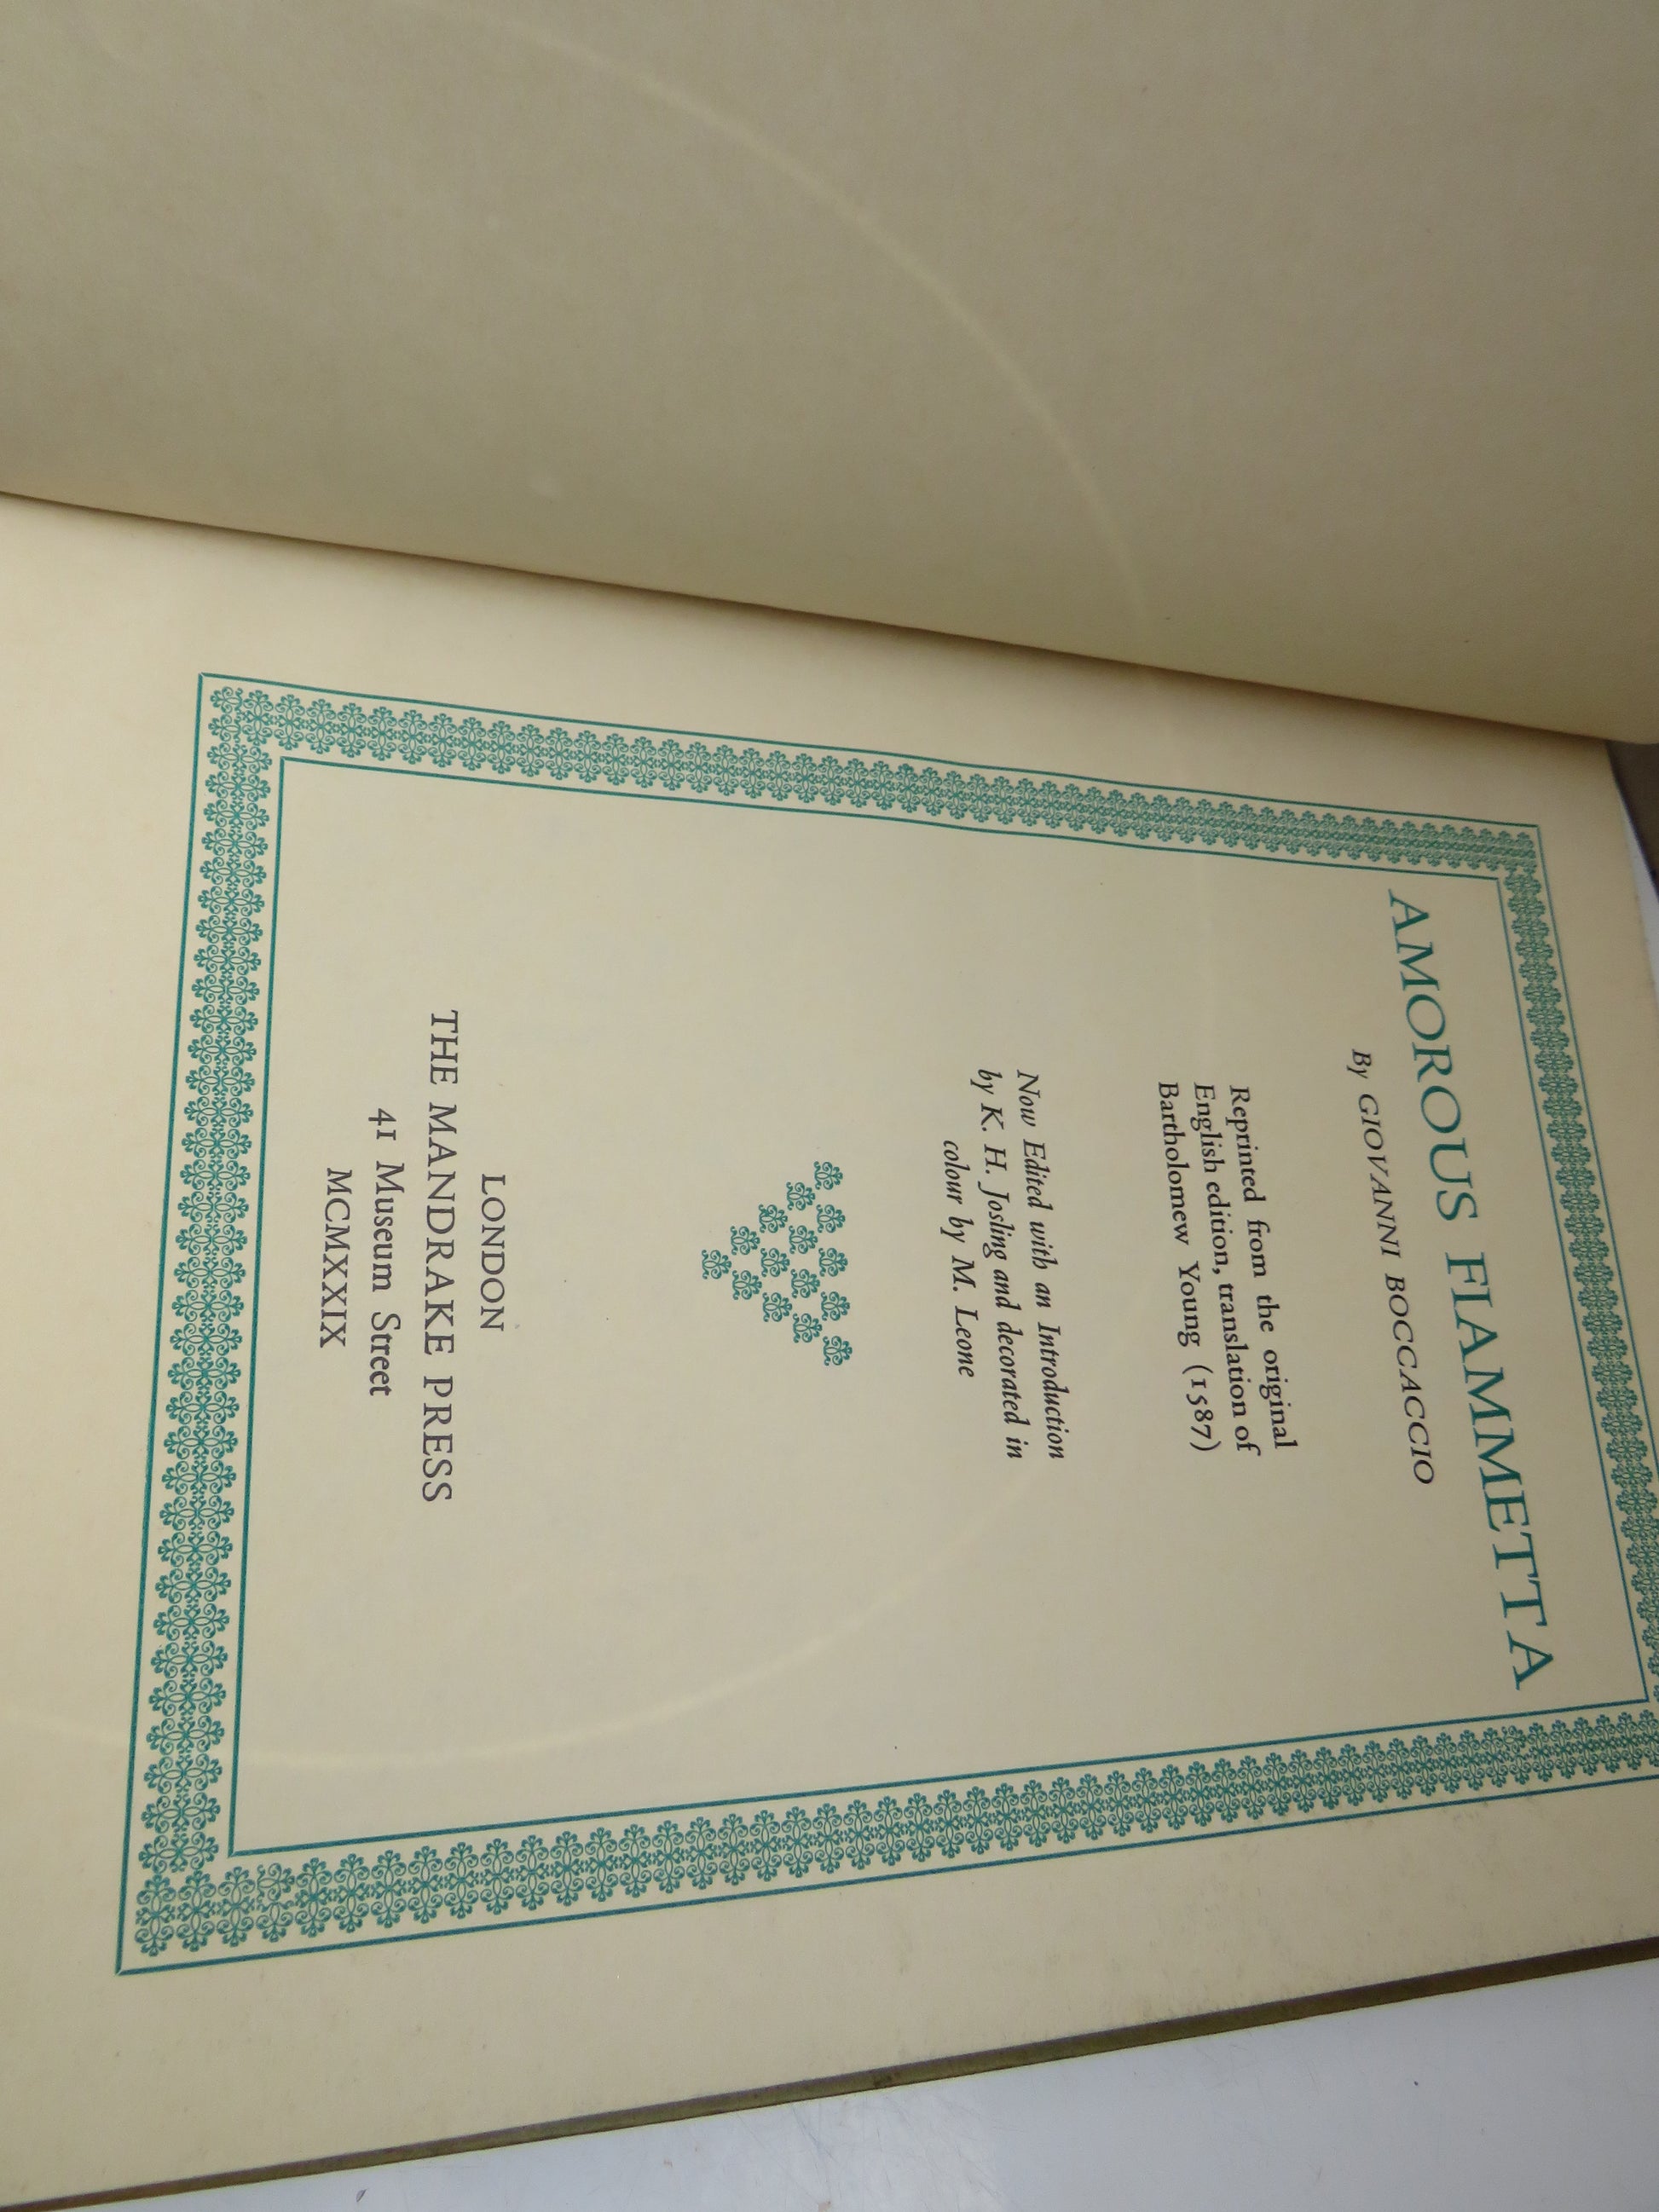 AMOROUS FLAMMETTA
By GIOVANNI BOCCACCIO
Reprinted from the original
English edition, translation of
Bartholomew Young (1587)
Now Edited with an Introduction
by K. H. Josling and decorated in
colour by M. Leone
LONDON
THE MANDRAKE PRESS
41 Museum Street
MCMXXIX